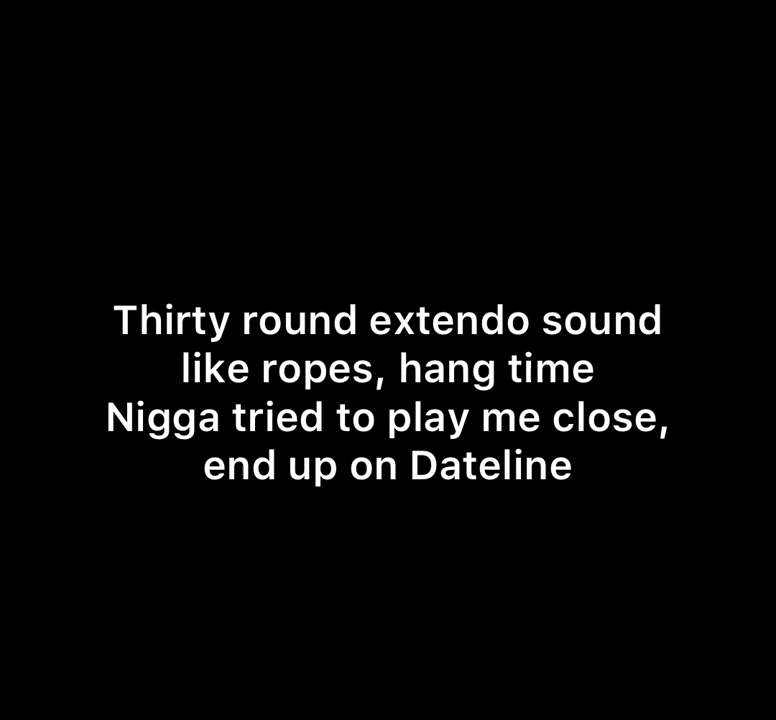 Thirty round extendo sound
like ropes, hang time
Nigga tried to play me close,
end up on Dateline